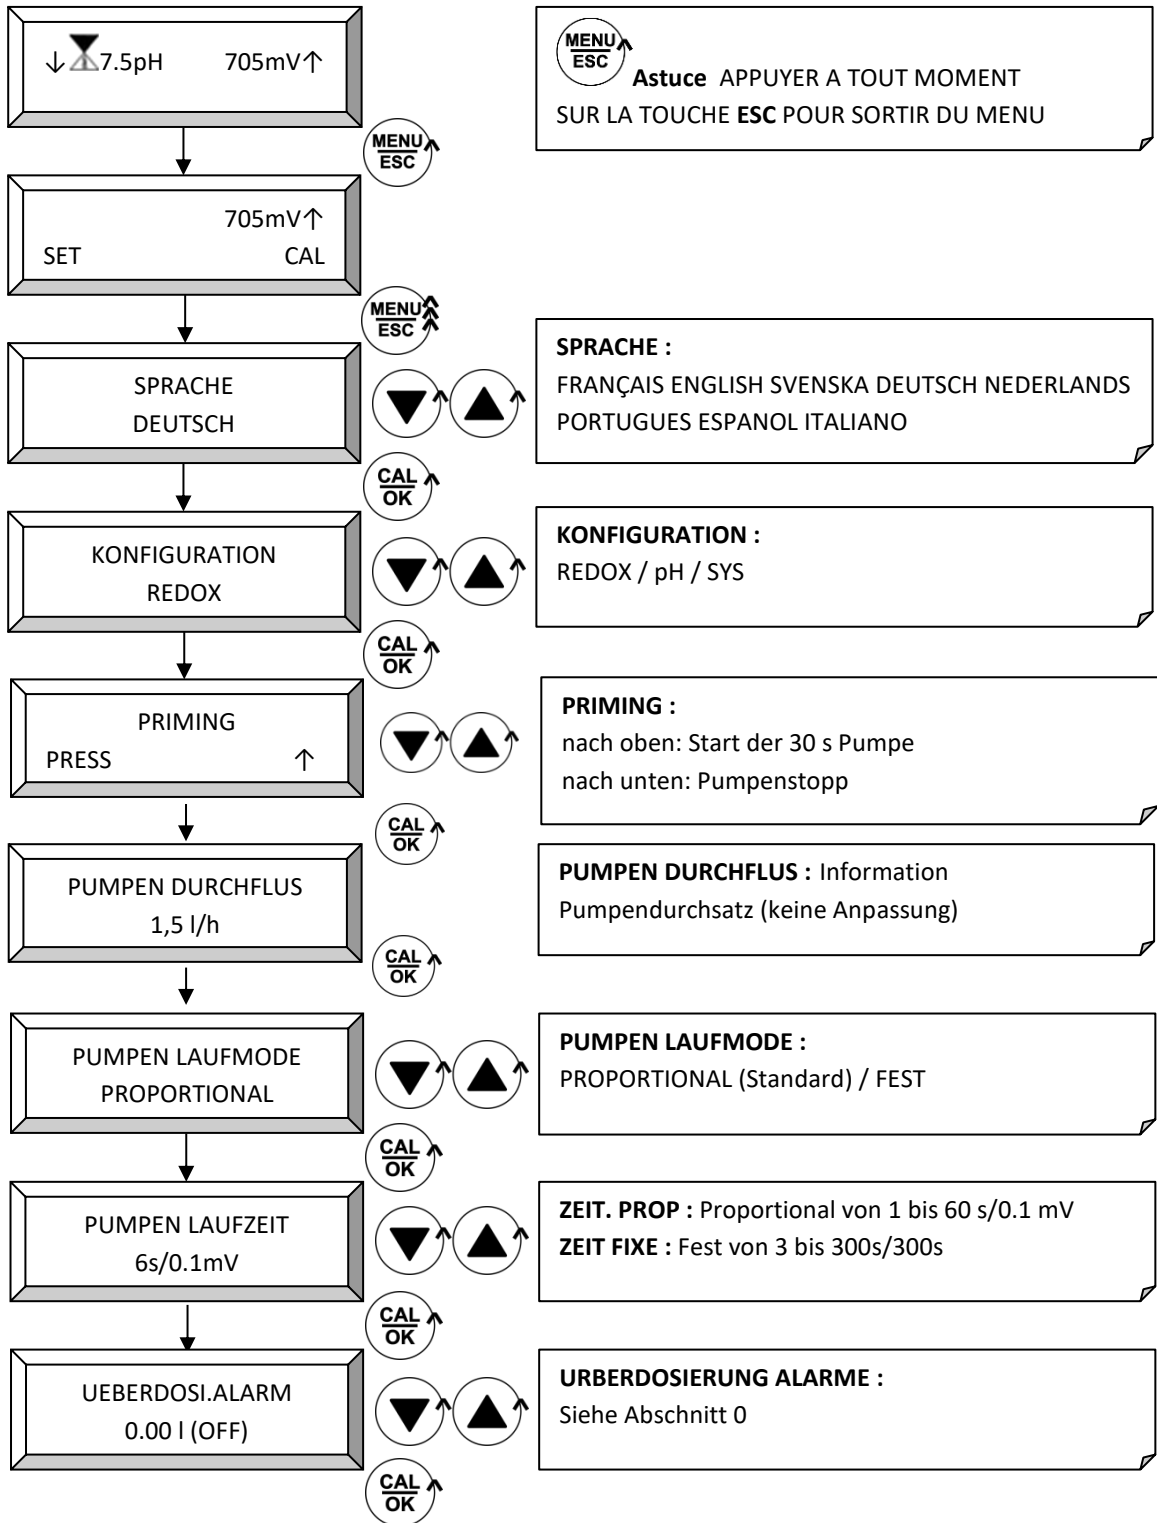 ↓ 7.5pH 705mV↑
MENU
ESC
Astuce APPUYER A TOUT MOMENT
SUR LA TOUCHE ESC POUR SORTIR DU MENU
MENU
ESC
705mV↑
SET CAL
MENU
ESC
SPRACHE
DEUTSCH
SPRACHE :
FRANÇAIS ENGLISH SVENSKA DEUTSCH NEDERLANDS
PORTUGUES ESPANOL ITALIANO
CAL
OK
KONFIGURATION
REDOX
KONFIGURATION :
REDOX / pH / SYS
CAL
OK
PRIMING
PRESS ↑
PRIMING :
nach oben: Start der 30 s Pumpe
nach unten: Pumpenstopp
CAL
OK
PUMPEN DURCHFLUS
1,5 l/h
PUMPEN DURCHFLUS : Information
Pumpendurchsatz (keine Anpassung)
CAL
OK
PUMPEN LAUFMODE
PROPORTIONAL
PUMPEN LAUFMODE :
PROPORTIONAL (Standard) / FEST
CAL
OK
PUMPEN LAUFZEIT
6s/0.1mV
ZEIT. PROP : Proportional von 1 bis 60 s/0.1 mV
ZEIT FIXE : Fest von 3 bis 300s/300s
CAL
OK
UEBERDOSI.ALARM
0.00 l (OFF)
URBERDOSIERUNG ALARME :
Siehe Abschnitt 0
CAL
OK